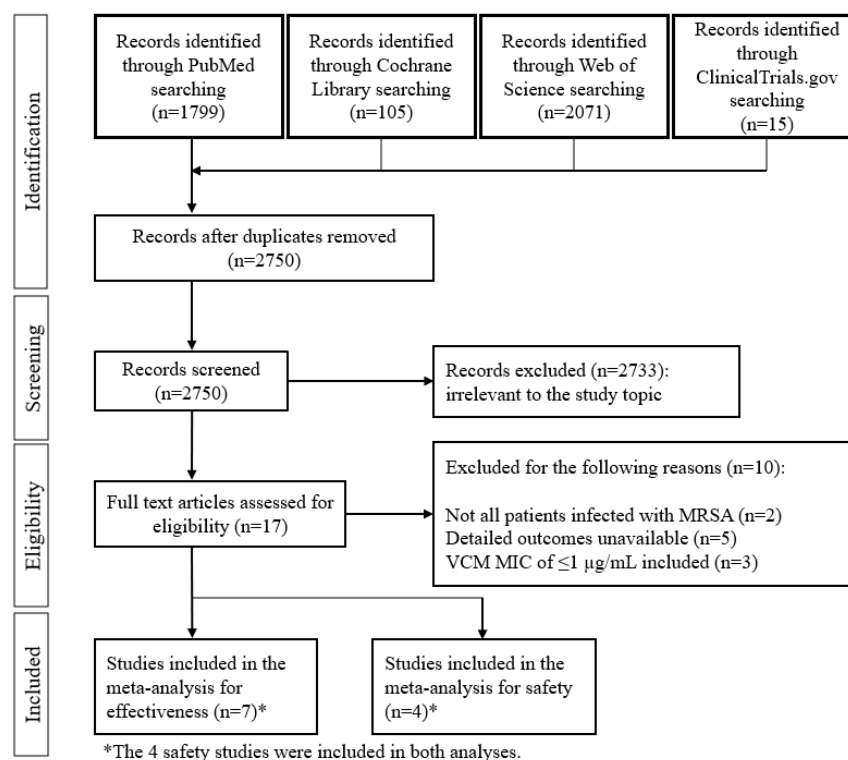 Identification
Records identified
through PubMed
searching
(n=1799)
Records identified
through Cochrane
Library searching
(n=105)
Records identified
through Web of
Science searching
(n=2071)
Records identified
through
ClinicalTrials.gov
searching
(n=15)
Records after duplicates removed
(n=2750)
Screening
Records screened
(n=2750)
Records excluded (n=2733):
irrelevant to the study topic
Eligibility
Full text articles assessed for
eligibility (n=17)
Excluded for the following reasons (n=10):
Not all patients infected with MRSA (n=2)
Detailed outcomes unavailable (n=5)
VCM MIC of ≤1 µg/mL included (n=3)
Included
Studies included in the
meta-analysis for
effectiveness (n=7)*
Studies included in the
meta-analysis for safety
(n=4)*
*The 4 safety studies were included in both analyses.